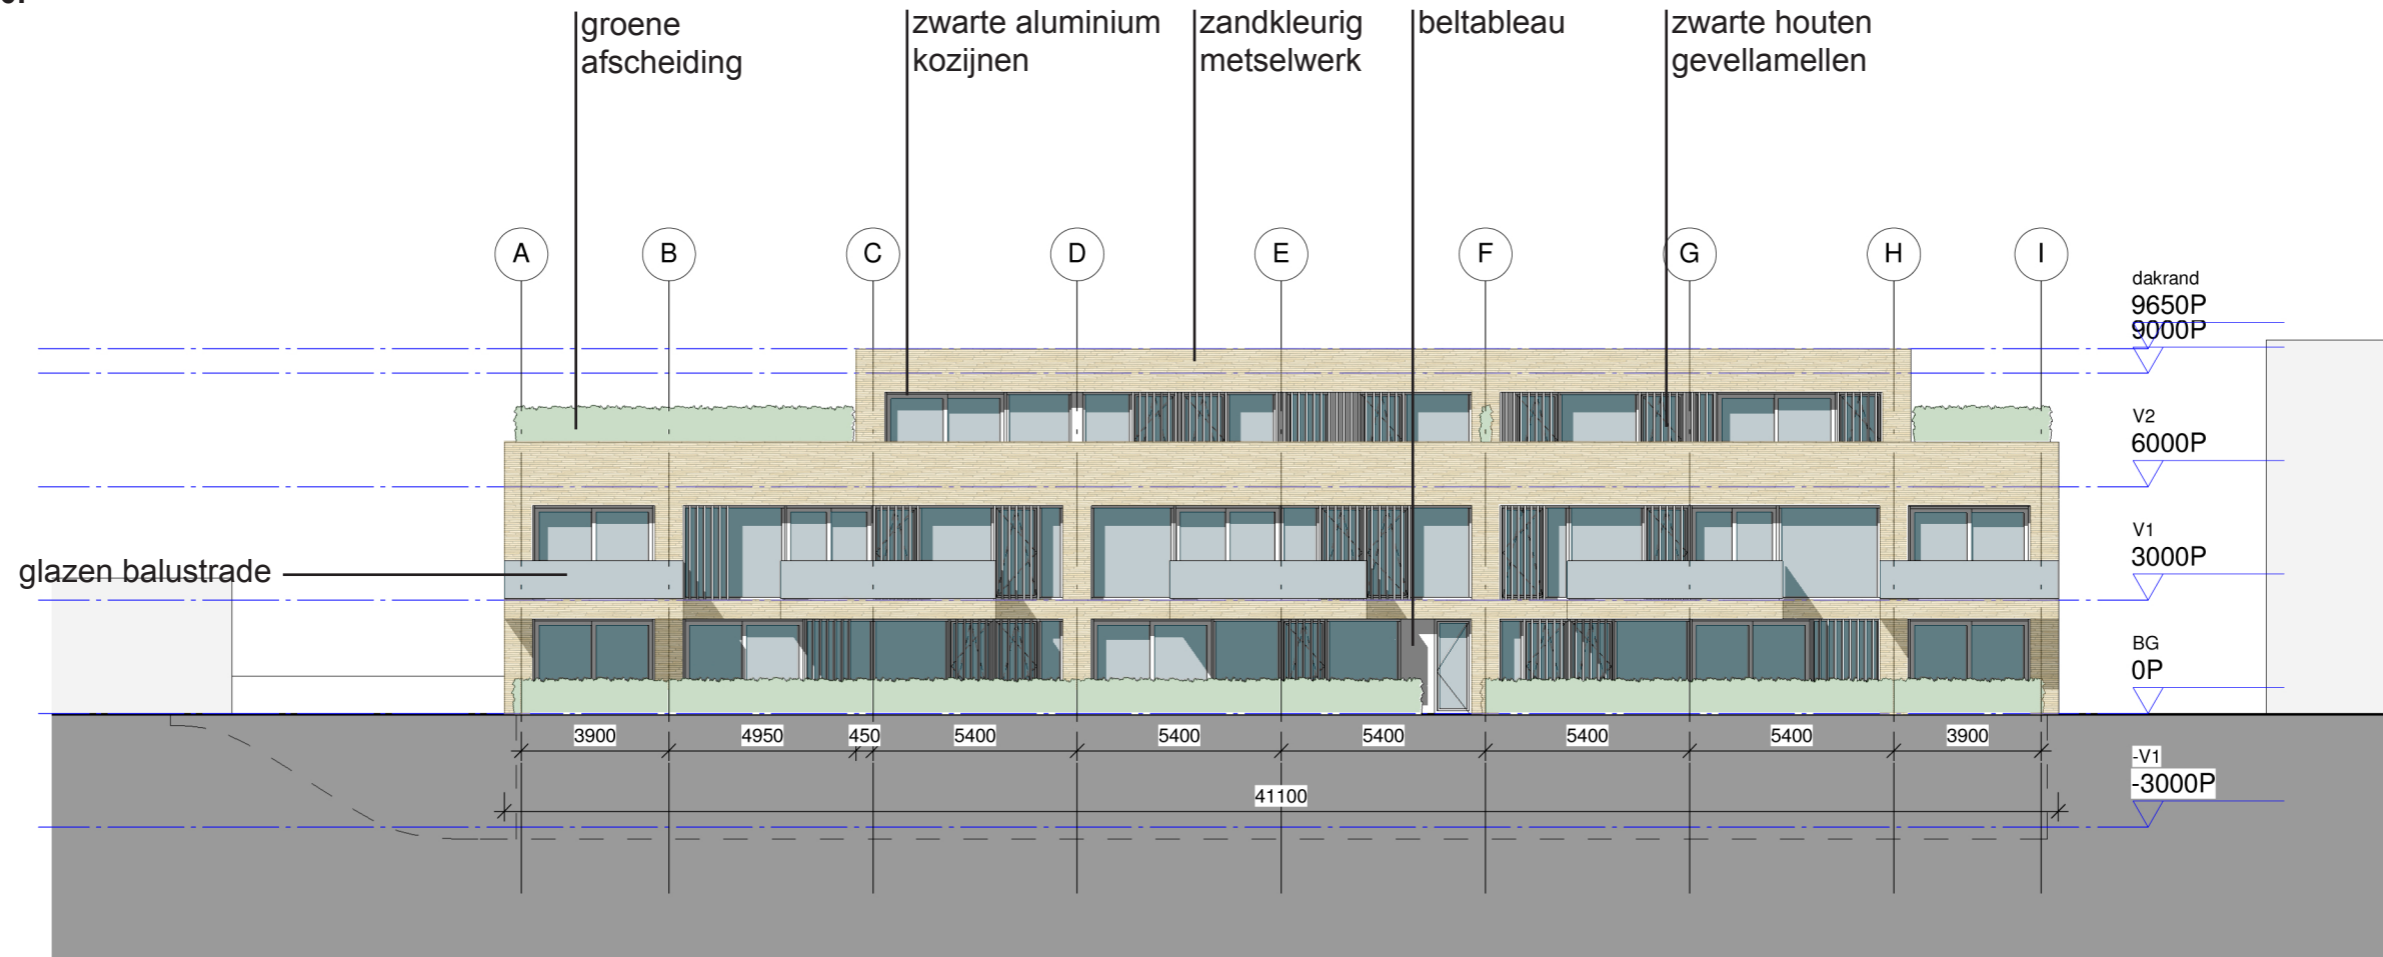 groene
afscheiding
zwarte aluminium
kozijnen
zandkleurig
metselwerk
beltableau
zwarte houten
gevellamellen
A
B
C
D
E
F
G
H
I
dakrand
9650P
9000P
V2
6000P
V1
3000P
glazen balustrade
BG
0P
3900
4950
450
5400
5400
5400
5400
5400
3900
-V1
-3000P
41100